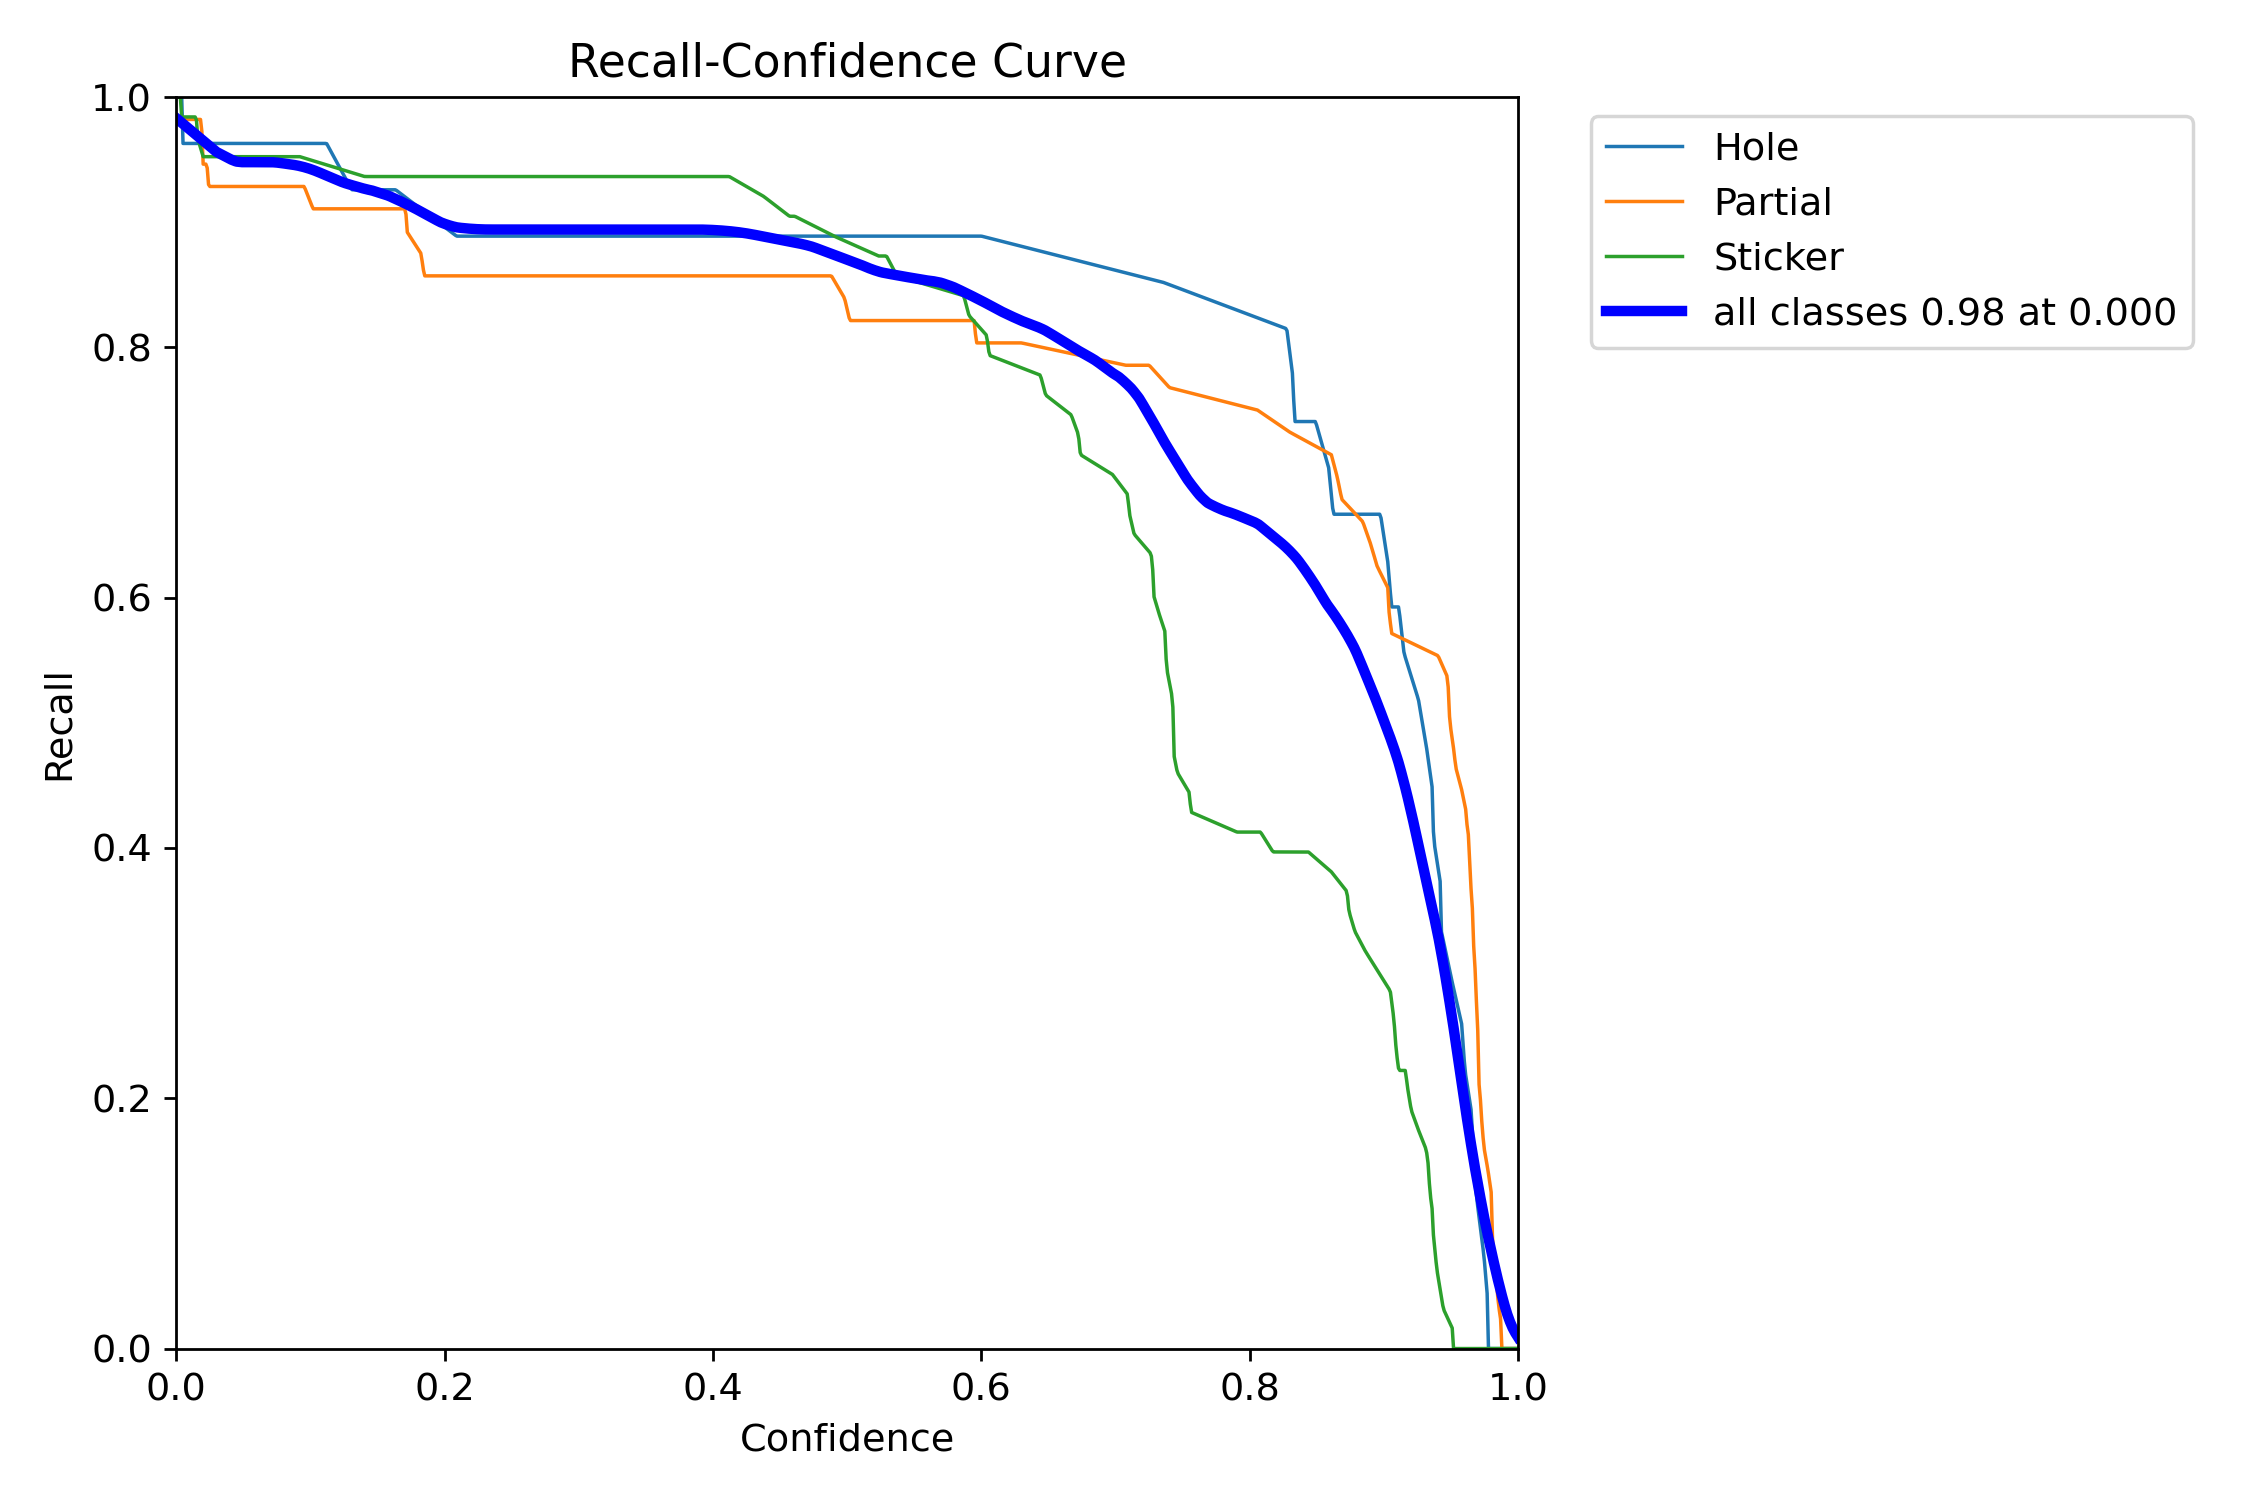 Recall-Confidence Curve
1.0
0.8
0.6
0.4
0.2
0.0
Recall
0.0 0.2 0.4 0.6 0.8 1.0
Confidence
Hole
Partial
Sticker
all classes 0.98 at 0.000